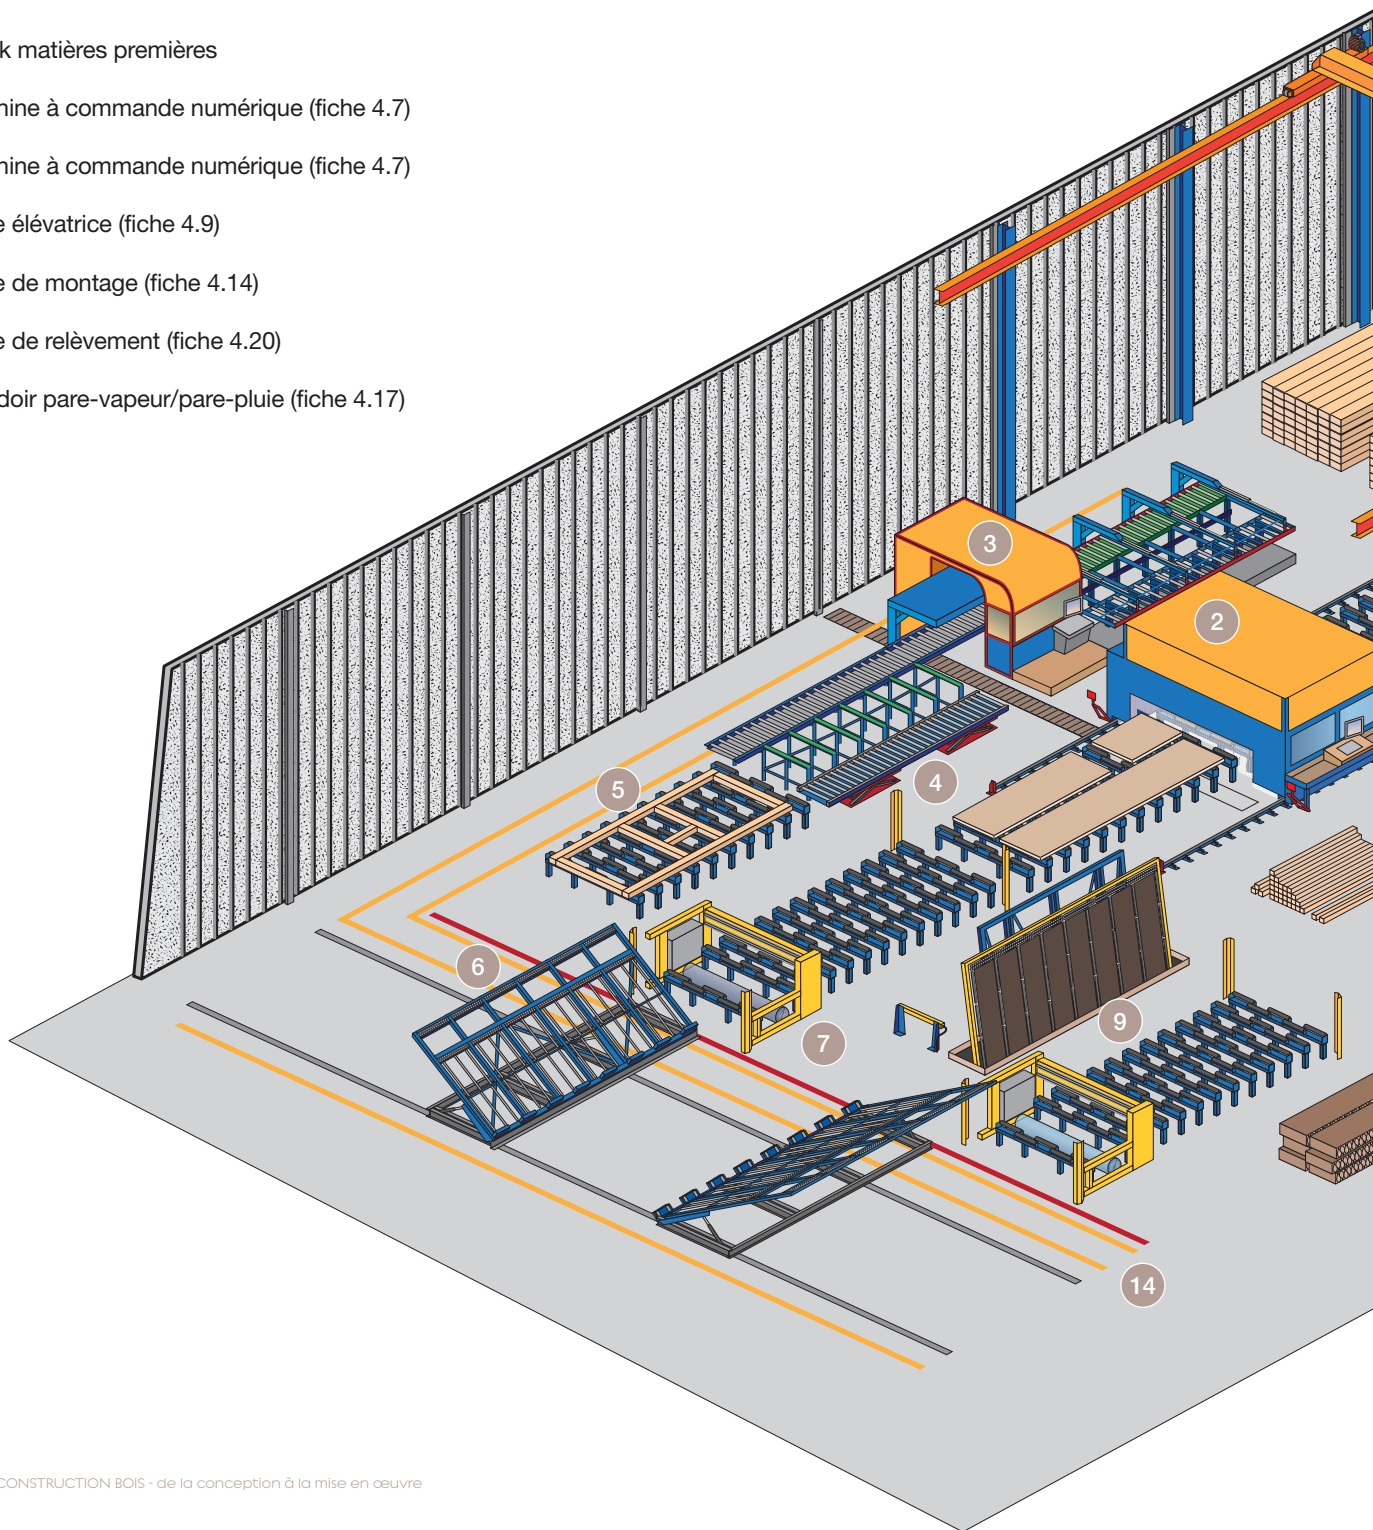 k matières premières
nine à commande numérique (fiche 4.7)
nine à commande numérique (fiche 4.7)
e élévatrice (fiche 4.9)
e de montage (fiche 4.14)
e de relèvement (fiche 4.20)
doir pare-vapeur/pare-pluie (fiche 4.17)
3
2
5
4
6
7
9
14
CONSTRUCTION BOIS - de la conception à la mise en œuvre